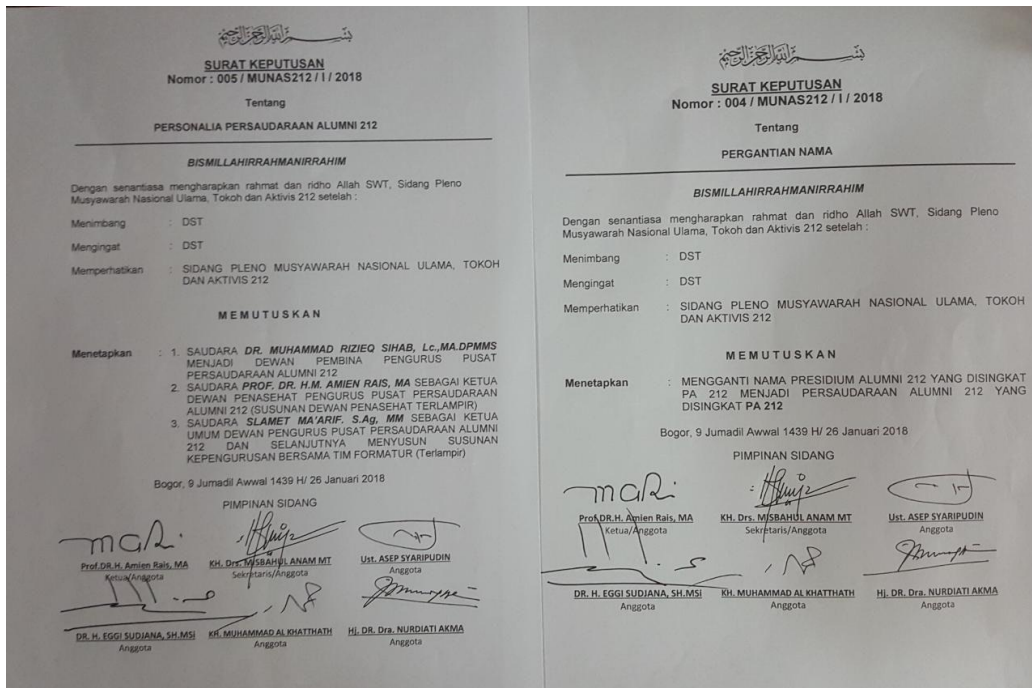 بسم الله الرحمن الرحيم
SURAT KEPUTUSAN
Nomor : 005 / MUNAS212 / I / 2018
Tentang
PERSONALIA PERSAUDARAAN ALUMNI 212
BISMILLAHIRRAHMANIRRAHIM
Dengan senantiasa mengharapkan rahmat dan ridho Allah SWT, Sidang Pleno
Musyawarah Nasional Ulama, Tokoh dan Aktivis 212 setelah :
Menimbang : DST
Mengingat : DST
Memperhatikan : SIDANG PLENO MUSYAWARAH NASIONAL ULAMA, TOKOH
DAN AKTIVIS 212
M E M U T U S K A N
Menetapkan : 1. SAUDARA DR. MUHAMMAD RIZIEQ SIHAB, Lc.,MA.DPMMS
MENJADI DEWAN PEMBINA PENGURUS PUSAT
PERSAUDARAAN ALUMNI 212
2. SAUDARA PROF. DR. H.M. AMIEN RAIS, MA SEBAGAI KETUA
DEWAN PENASEHAT PENGURUS PUSAT PERSAUDARAAN
ALUMNI 212 (SUSUNAN DEWAN PENASEHAT TERLAMPIR)
3. SAUDARA SLAMET MA'ARIF. S.Ag, MM SEBAGAI KETUA
UMUM DEWAN PENGURUS PUSAT PERSAUDARAAN ALUMNI
212 DAN SELANJUTNYA MENYUSUN SUSUNAN
KEPENGURUSAN BERSAMA TIM FORMATUR (Terlampir)
Bogor, 9 Jumadil Awwal 1439 H/ 26 Januari 2018
PIMPINAN SIDANG
Prof.DR.H. Amien Rais, MA KH. Drs. MISBAHUL ANAM MT Ust. ASEP SYARIPUDIN
Ketua/Anggota Sekretaris/Anggota Anggota
DR. H. EGGI SUDJANA, SH.MSi KH. MUHAMMAD AL KHATHATH Hj. DR. Dra. NURDIATI AKMA
Anggota Anggota Anggota
بسم الله الرحمن الرحيم
SURAT KEPUTUSAN
Nomor : 004 / MUNAS212 / I / 2018
Tentang
PERGANTIAN NAMA
BISMILLAHIRRAHMANIRRAHIM
Dengan senantiasa mengharapkan rahmat dan ridho Allah SWT, Sidang Pleno
Musyawarah Nasional Ulama, Tokoh dan Aktivis 212 setelah :
Menimbang : DST
Mengingat : DST
Memperhatikan : SIDANG PLENO MUSYAWARAH NASIONAL ULAMA, TOKOH
DAN AKTIVIS 212
M E M U T U S K A N
Menetapkan : MENGGANTI NAMA PRESIDIUM ALUMNI 212 YANG DISINGKAT
PA 212 MENJADI PERSAUDARAAN ALUMNI 212 YANG
DISINGKAT PA 212
Bogor, 9 Jumadil Awwal 1439 H/ 26 Januari 2018
PIMPINAN SIDANG
Prof.DR.H. Amien Rais, MA KH. Drs. MISBAHUL ANAM MT Ust. ASEP SYARIPUDIN
Ketua/Anggota Sekretaris/Anggota Anggota
DR. H. EGGI SUDJANA, SH.MSi KH. MUHAMMAD AL KHATHATH Hj. DR. Dra. NURDIATI AKMA
Anggota Anggota Anggota